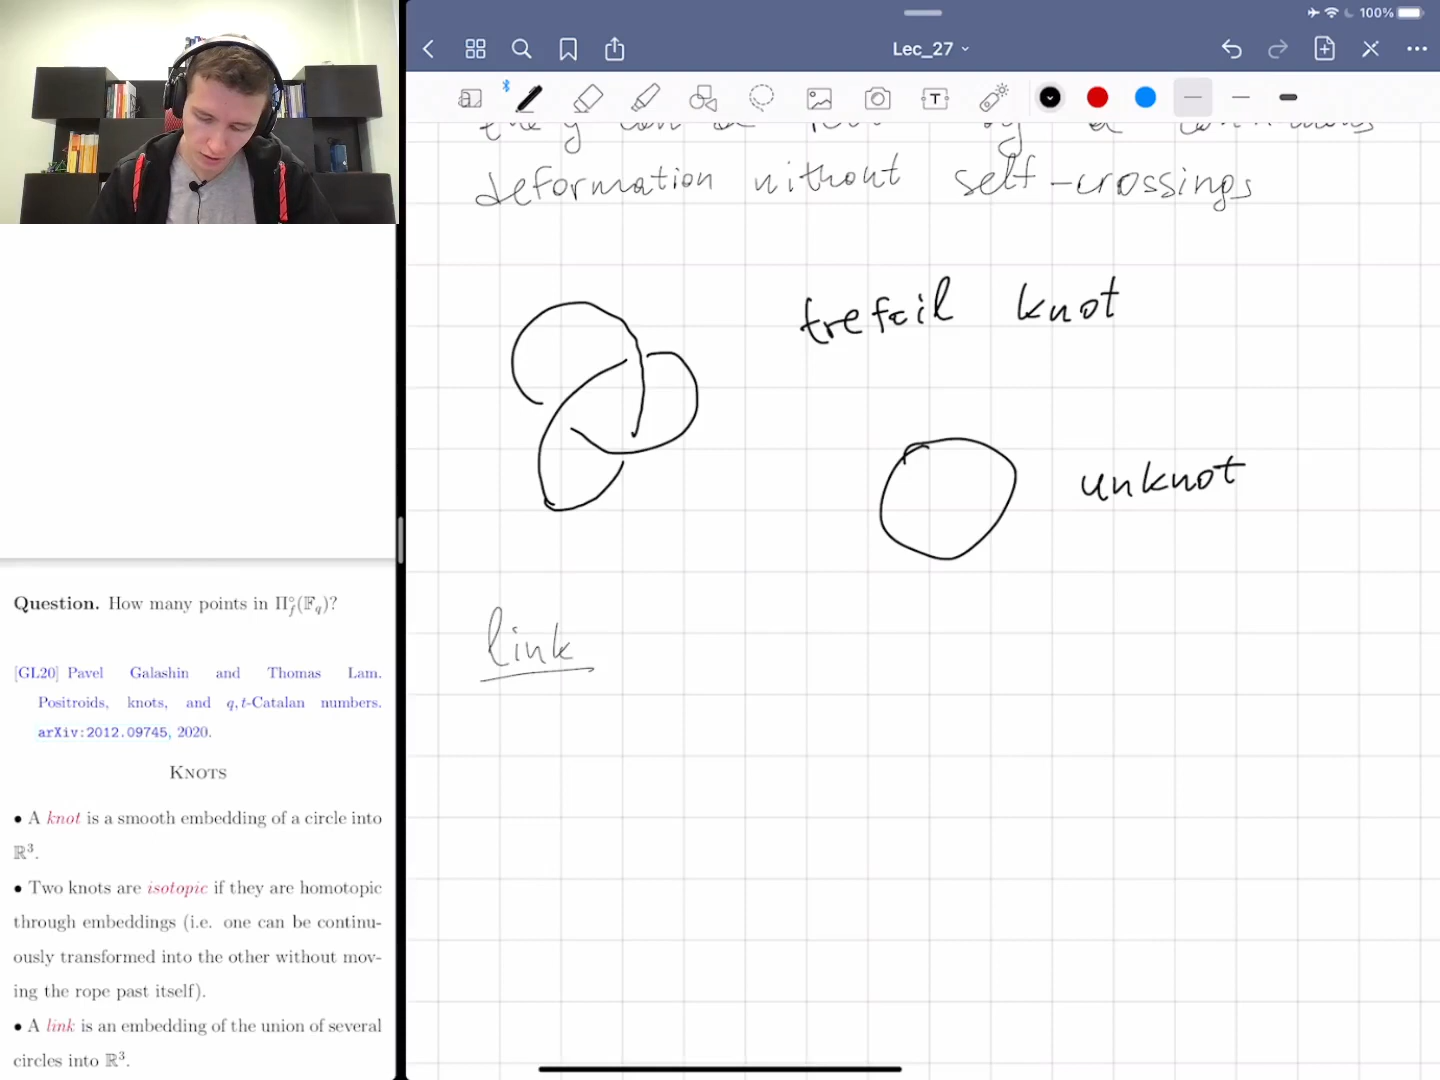 100%
Lec_27
T
deformation without self-crossings
trefoil knot
unknot
link
Question. How many points in Π°_f(𝔽_q)?
[GL20] Pavel Galashin and Thomas Lam.
Positroids, knots, and q,t-Catalan numbers.
arXiv:2012.09745, 2020.
KNOTS
• A knot is a smooth embedding of a circle into
ℝ³.
• Two knots are isotopic if they are homotopic
through embeddings (i.e. one can be continu-
ously transformed into the other without mov-
ing the rope past itself).
• A link is an embedding of the union of several
circles into ℝ³.